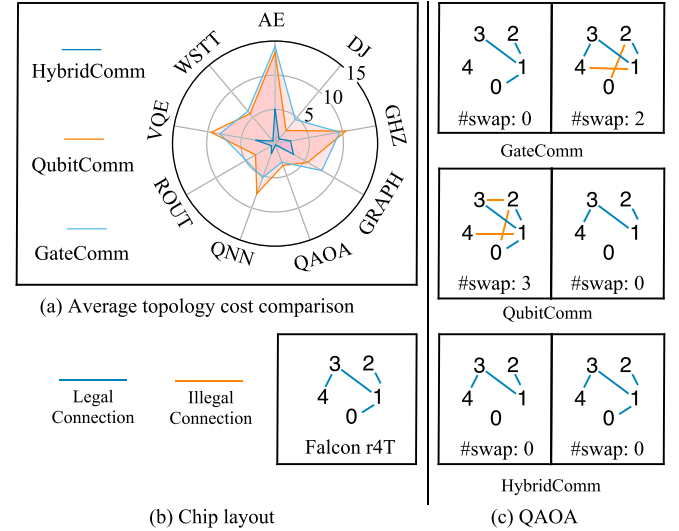 AE
DJ
GHZ
GRAPH
QAOA
QNN
ROUT
VQE
WSTT
15
10
5
HybridComm
QubitComm
GateComm
(a) Average topology cost comparison
Legal
Connection
Illegal
Connection
3 2
4 1
0
Falcon r4T
(b) Chip layout
3 2
4 1
0
#swap: 0
3 2
4 1
0
#swap: 2
GateComm
3 2
4 1
0
#swap: 3
3 2
4 1
0
#swap: 0
QubitComm
3 2
4 1
0
#swap: 0
3 2
4 1
0
#swap: 0
HybridComm
(c) QAOA